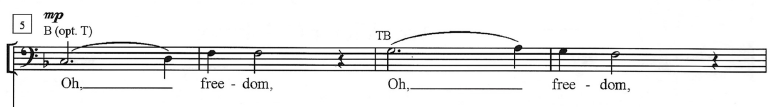 5 mp
B (opt. T)
TB
Oh, free - dom, Oh, free - dom,